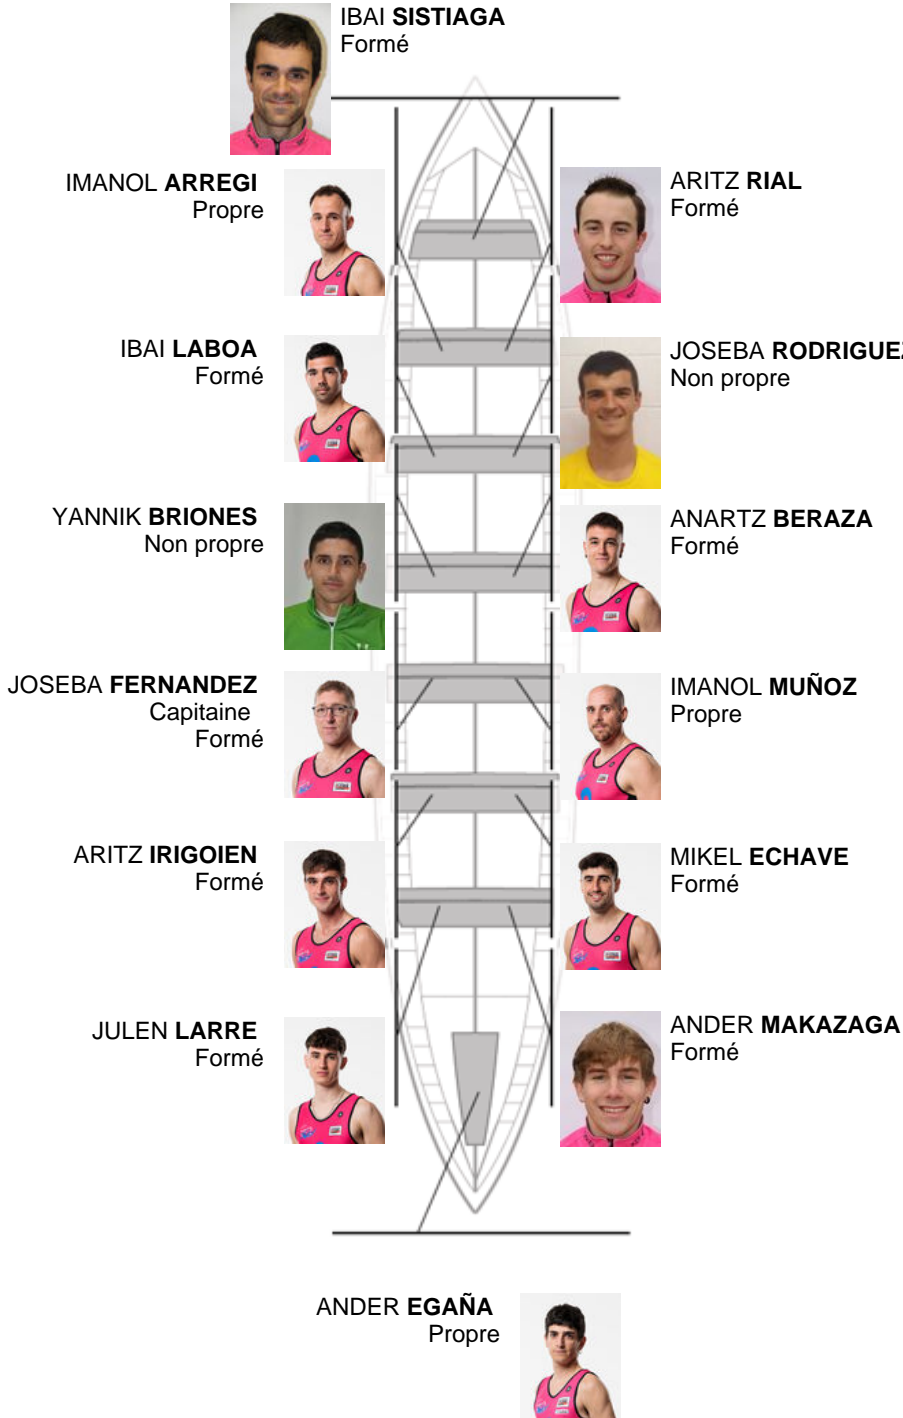 IBAI SISTIAGA
Formé
IMANOL ARREGI
Propre
ARITZ RIAL
Formé
IBAI LABOA
Formé
JOSEBA RODRIGUEZ
Non propre
YANNIK BRIONES
Non propre
ANARTZ BERAZA
Formé
JOSEBA FERNANDEZ
Capitaine
Formé
IMANOL MUÑOZ
Propre
ARITZ IRIGOIEN
Formé
MIKEL ECHAVE
Formé
JULEN LARRE
Formé
ANDER MAKAZAGA
Formé
ANDER EGAÑA
Propre